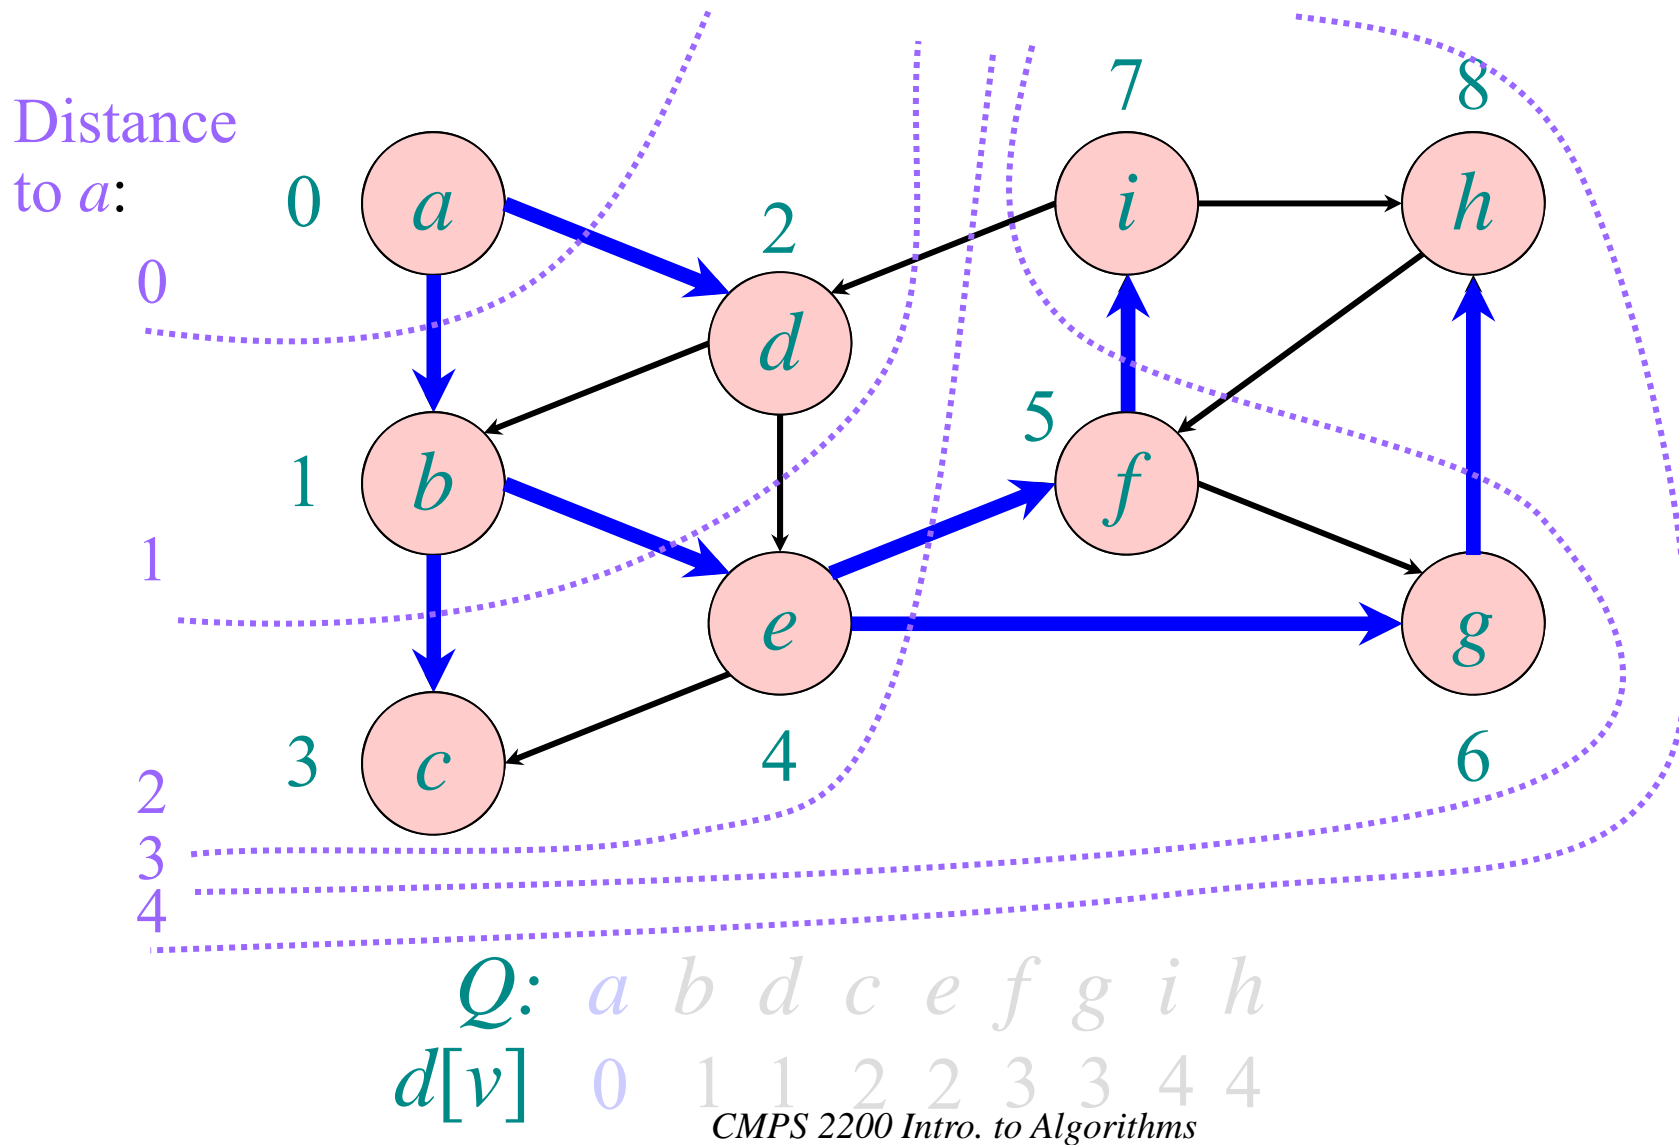 7 8
Distance
to a:
0 a i h
2
0
d
5
1 b f
1
e g
3 c 4 6
2
3
4
Q: a b d c e f g i h
d[v] 0 1 1 2 2 3 3 4 4
CMPS 2200 Intro. to Algorithms